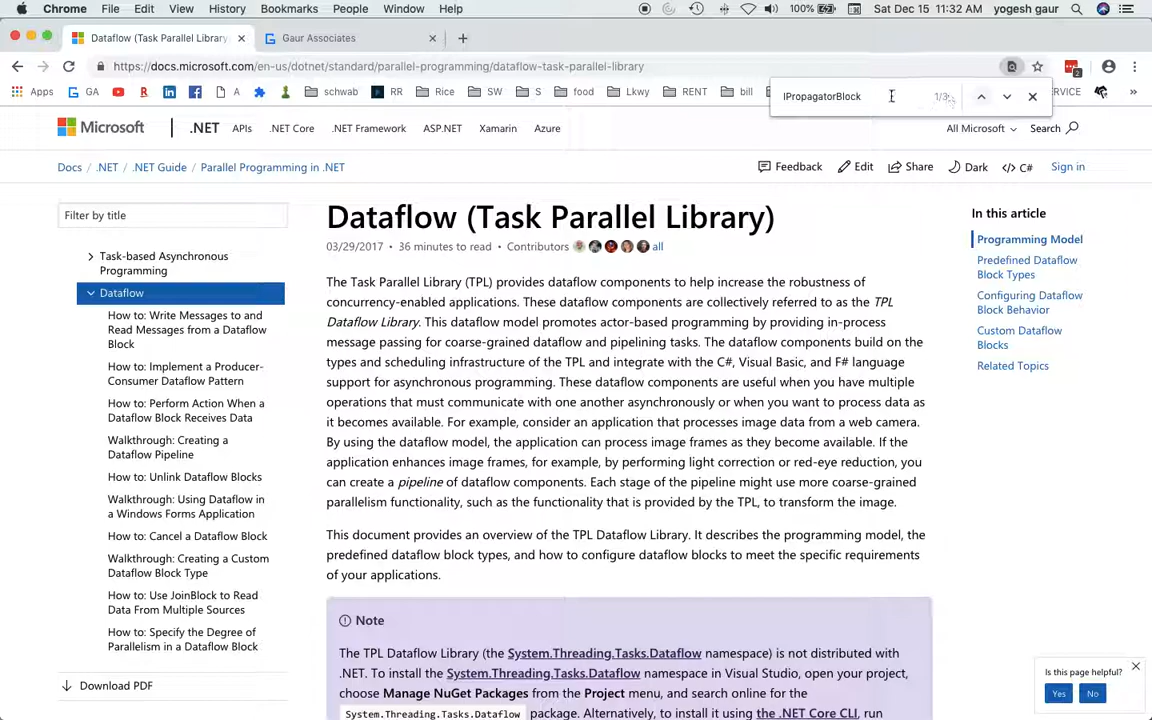 Chrome File Edit View History Bookmarks People Window Help 100% Sat Dec 15 11:32 AM yogesh gaur
Dataflow (Task Parallel Library) Gaur Associates
https://docs.microsoft.com/en-us/dotnet/standard/parallel-programming/dataflow-task-parallel-library
Apps schwab RR Ring SW S food Lkwy RENT bill
IPropagatorBlock
Microsoft .NET APIs .NET Core .NET Framework ASP.NET Xamarin Azure All Microsoft Search
Docs .NET .NET Guide Parallel Programming in .NET Feedback Edit Share Dark C# Sign in
Filter by title
Task-based Asynchronous
Programming
Dataflow
How to: Write Messages to and
Read Messages from a Dataflow
Block
How to: Implement a Producer-
Consumer Dataflow Pattern
How to: Perform Action When a
Dataflow Block Receives Data
Walkthrough: Creating a
Dataflow Pipeline
How to: Unlink Dataflow Blocks
Walkthrough: Using Dataflow in
a Windows Forms Application
How to: Cancel a Dataflow Block
Walkthrough: Creating a Custom
Dataflow Block Type
How to: Use JoinBlock to Read
Data From Multiple Sources
How to: Specify the Degree of
Parallelism in a Dataflow Block
Download PDF
Dataflow (Task Parallel Library)
03/29/2017 • 36 minutes to read • Contributors all
The Task Parallel Library (TPL) provides dataflow components to help increase the robustness of
concurrency-enabled applications. These dataflow components are collectively referred to as the TPL
Dataflow Library. This dataflow model promotes actor-based programming by providing in-process
message passing for coarse-grained dataflow and pipelining tasks. The dataflow components build on the
types and scheduling infrastructure of the TPL and integrate with the C#, Visual Basic, and F# language
support for asynchronous programming. These dataflow components are useful when you have multiple
operations that must communicate with one another asynchronously or when you want to process data as
it becomes available. For example, consider an application that processes image data from a web camera.
By using the dataflow model, the application can process image frames as they become available. If the
application enhances image frames, for example, by performing light correction or red-eye reduction, you
can create a pipeline of dataflow components. Each stage of the pipeline might use more coarse-grained
parallelism functionality, such as the functionality that is provided by the TPL, to transform the image.
This document provides an overview of the TPL Dataflow Library. It describes the programming model, the
predefined dataflow block types, and how to configure dataflow blocks to meet the specific requirements
of your applications.
Note
The TPL Dataflow Library (the System.Threading.Tasks.Dataflow namespace) is not distributed with
.NET. To install the System.Threading.Tasks.Dataflow namespace in Visual Studio, open your project,
choose Manage NuGet Packages from the Project menu, and search online for the
System.Threading.Tasks.Dataflow package. Alternatively, to install it using the .NET Core CLI, run
In this article
Programming Model
Predefined Dataflow
Block Types
Configuring Dataflow
Block Behavior
Custom Dataflow
Blocks
Related Topics
Is this page helpful?
Yes No